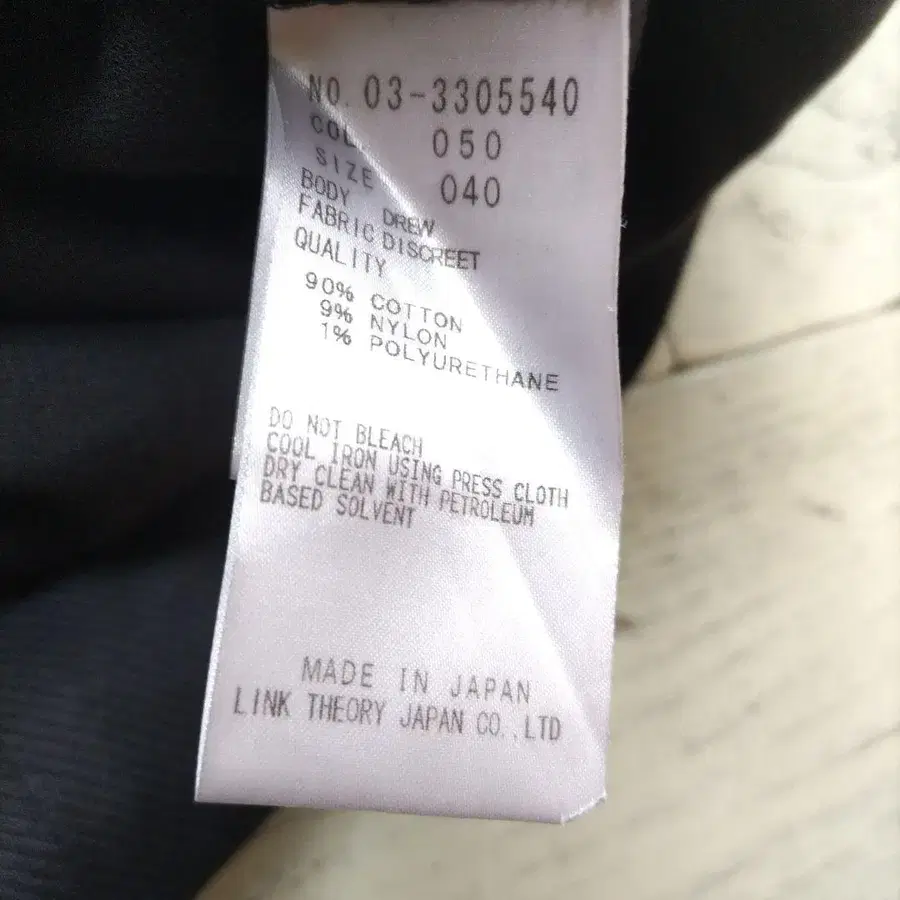 NO. 03-3305540
COL 050
SIZE 040
BODY DREW
FABRIC DISCREET
QUALITY
90% COTTON
9% NYLON
1% POLYURETHANE
DO NOT BLEACH
COOL IRON USING PRESS CLOTH
DRY CLEAN WITH PETROLEUM
BASED SOLVENT
MADE IN JAPAN
LINK THEORY JAPAN CO.,LTD